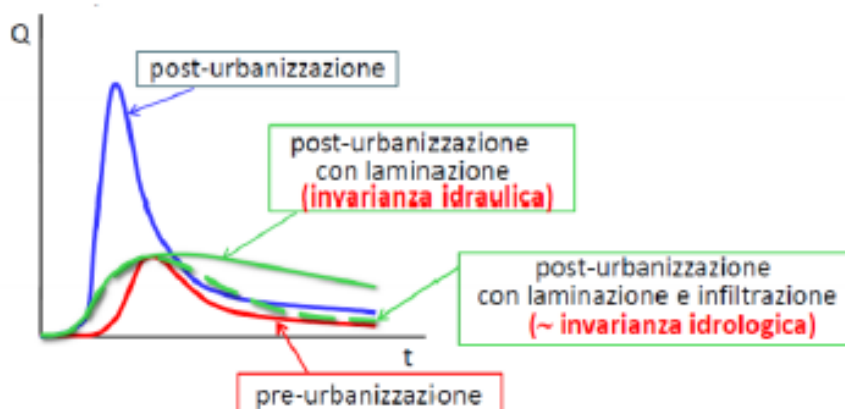 Q
post-urbanizzazione
post-urbanizzazione
con laminazione
(invarianza idraulica)
post-urbanizzazione
con laminazione e infiltrazione
(~ invarianza idrologica)
t
pre-urbanizzazione